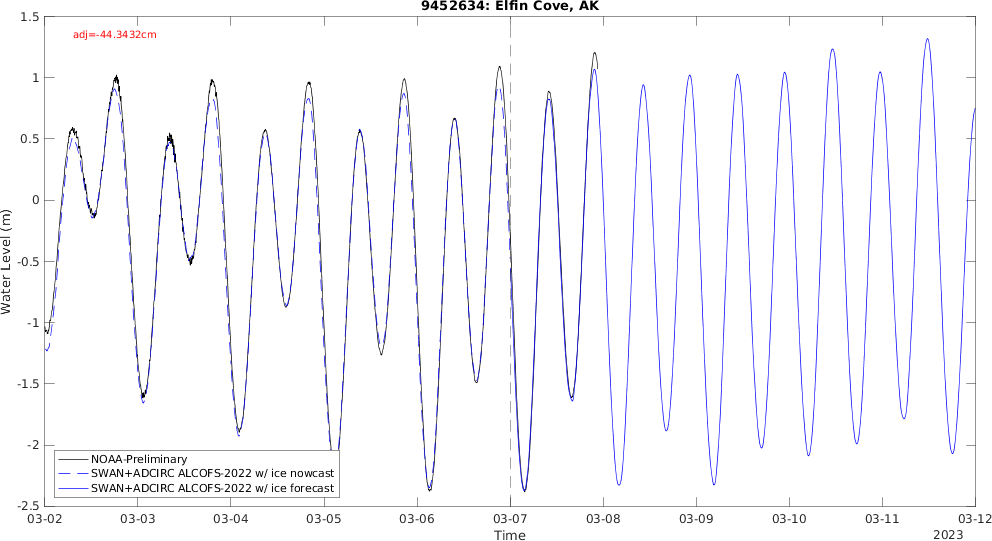 9452634: Elfin Cove, AK
adj=-44.3432cm
Water Level (m)
1.5
1
0.5
0
-0.5
-1
-1.5
-2
-2.5
NOAA-Preliminary
SWAN+ADCIRC ALCOFS-2022 w/ ice nowcast
SWAN+ADCIRC ALCOFS-2022 w/ ice forecast
03-02 03-03 03-04 03-05 03-06 03-07 03-08 03-09 03-10 03-11 03-12
Time
2023